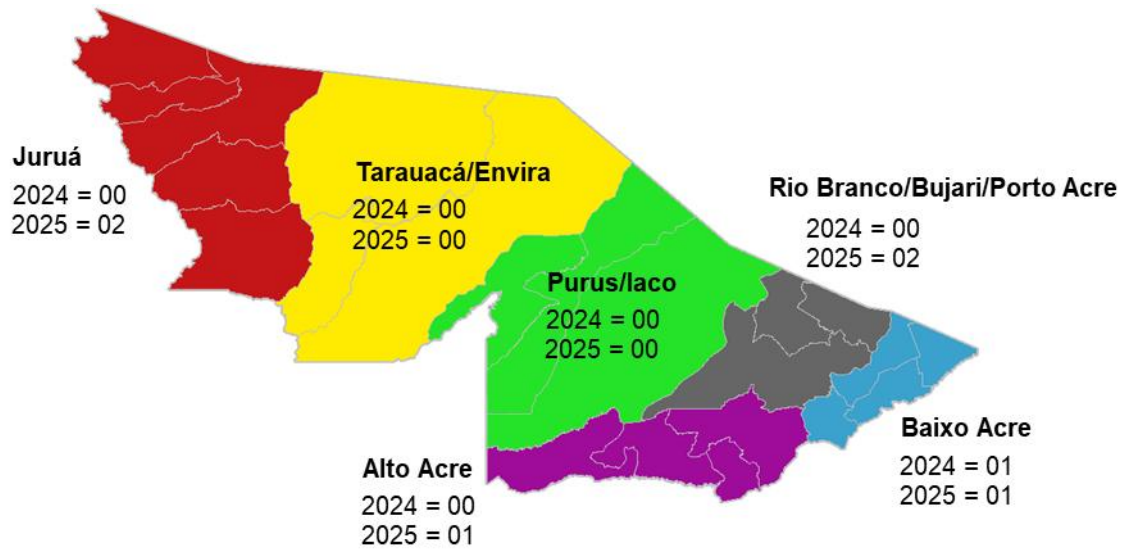 Juruá
2024 = 00
2025 = 02
Tarauacá/Envira
2024 = 00
2025 = 00
Rio Branco/Bujari/Porto Acre
2024 = 00
2025 = 02
Purus/Iaco
2024 = 00
2025 = 00
Baixo Acre
2024 = 01
2025 = 01
Alto Acre
2024 = 00
2025 = 01